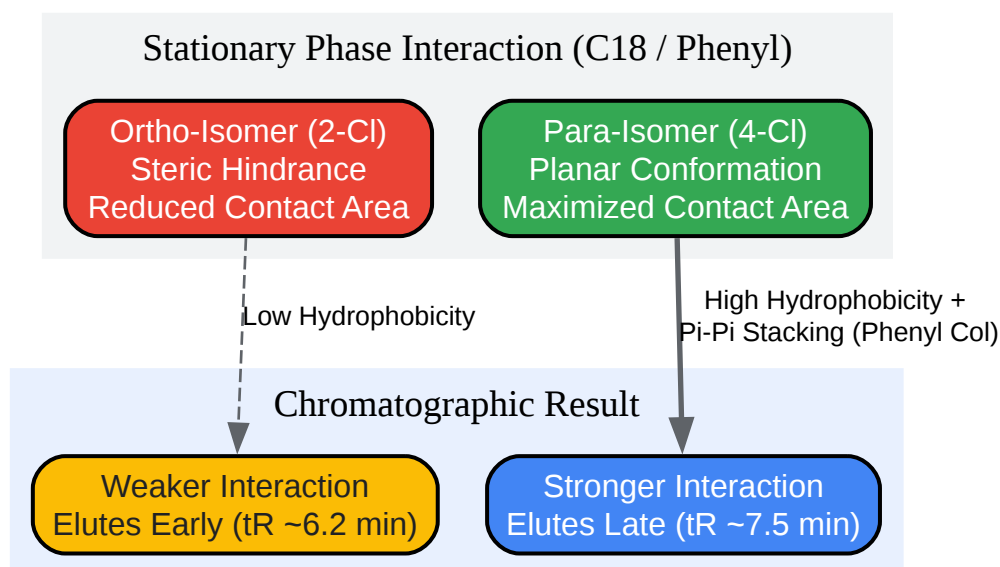 Stationary Phase Interaction (C18 / Phenyl)
Ortho-Isomer (2-Cl)
Steric Hindrance
Reduced Contact Area
Para-Isomer (4-Cl)
Planar Conformation
Maximized Contact Area
Low Hydrophobicity
High Hydrophobicity +
Pi-Pi Stacking (Phenyl Col)
Chromatographic Result
Weaker Interaction
Elutes Early (tR ~6.2 min)
Stronger Interaction
Elutes Late (tR ~7.5 min)